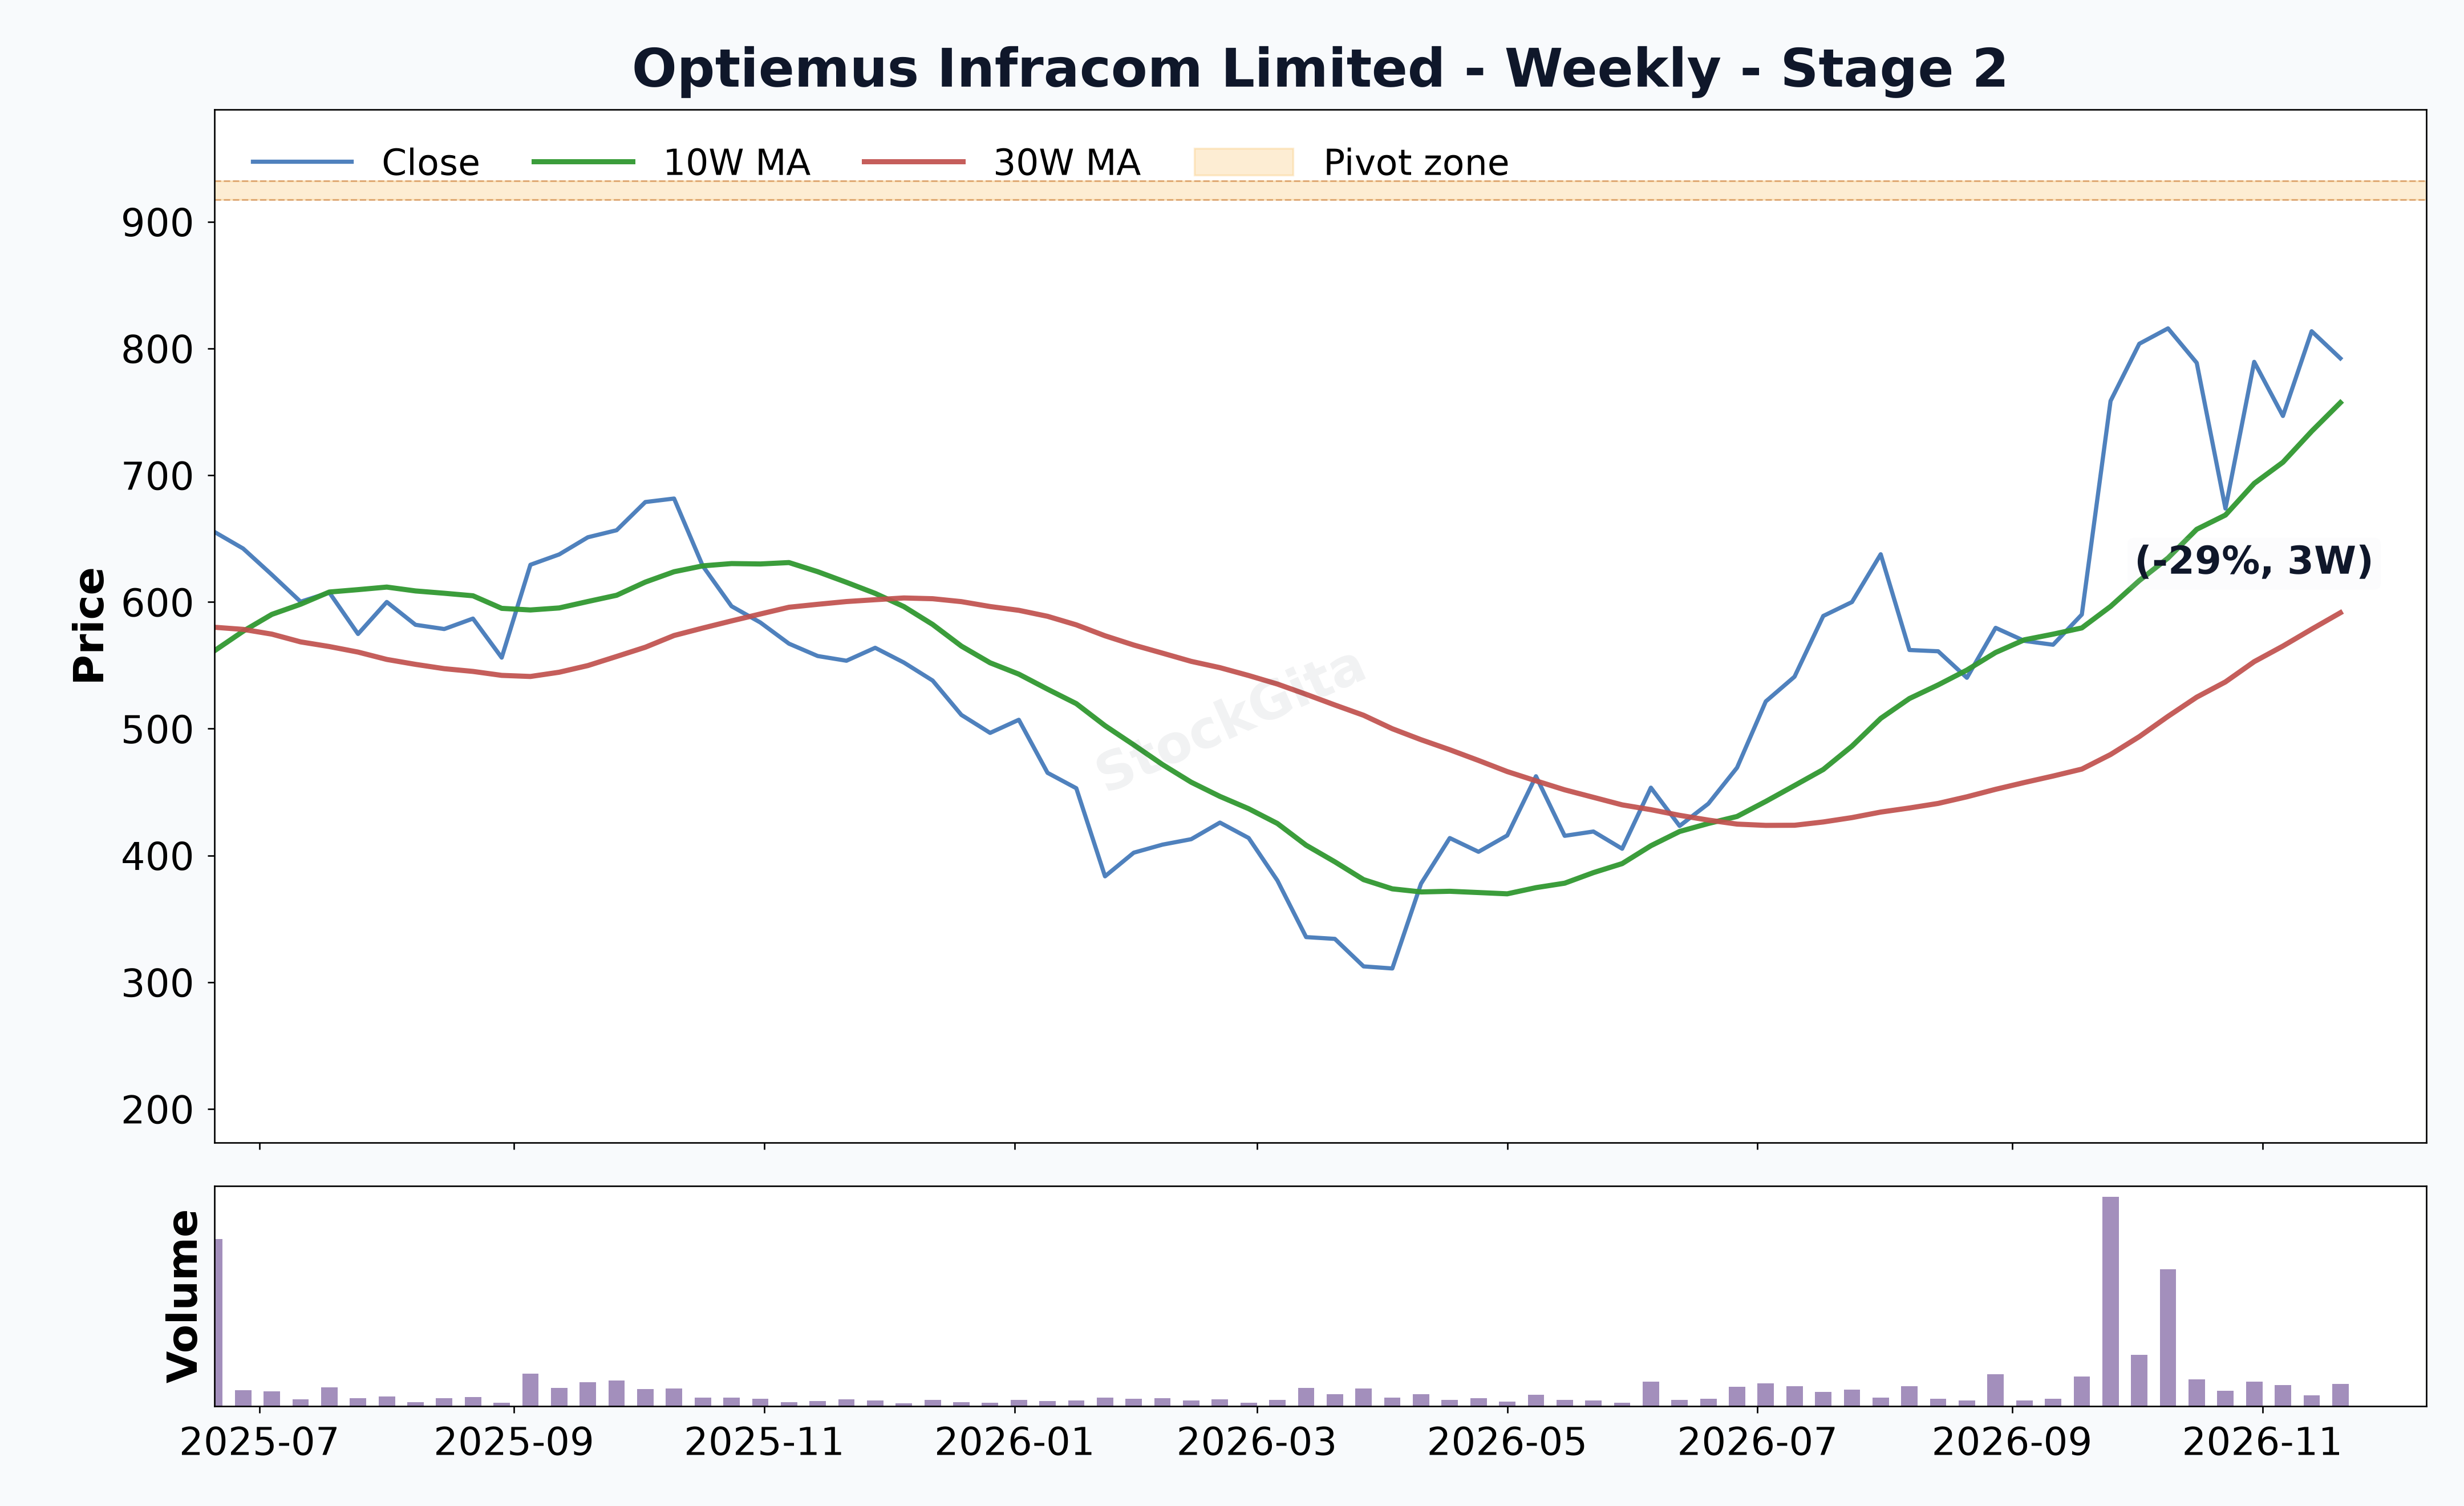 Optiemus Infracom Limited - Weekly - Stage 2
Close 10W MA 30W MA Pivot zone
900
800
700
600
500
400
300
200
Price
(-29%, 3W)
StockGita
Volume
2025-07 2025-09 2025-11 2026-01 2026-03 2026-05 2026-07 2026-09 2026-11